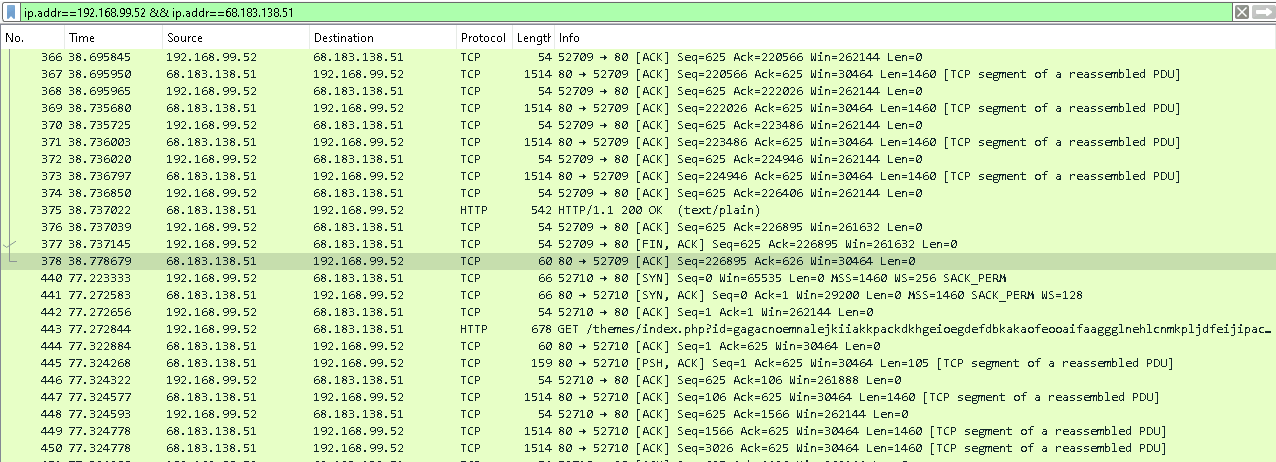 ip.addr==192.168.99.52 && ip.addr==68.183.138.51
No. Time Source Destination Protocol Length Info
366 38.695845 192.168.99.52 68.183.138.51 TCP 54 52709 → 80 [ACK] Seq=625 Ack=220566 Win=262144 Len=0
367 38.695950 68.183.138.51 192.168.99.52 TCP 1514 80 → 52709 [ACK] Seq=220566 Ack=625 Win=30464 Len=1460 [TCP segment of a reassembled PDU]
368 38.695965 192.168.99.52 68.183.138.51 TCP 54 52709 → 80 [ACK] Seq=625 Ack=222026 Win=262144 Len=0
369 38.735680 68.183.138.51 192.168.99.52 TCP 1514 80 → 52709 [ACK] Seq=222026 Ack=625 Win=30464 Len=1460 [TCP segment of a reassembled PDU]
370 38.735725 192.168.99.52 68.183.138.51 TCP 54 52709 → 80 [ACK] Seq=625 Ack=223486 Win=262144 Len=0
371 38.736003 68.183.138.51 192.168.99.52 TCP 1514 80 → 52709 [ACK] Seq=223486 Ack=625 Win=30464 Len=1460 [TCP segment of a reassembled PDU]
372 38.736020 192.168.99.52 68.183.138.51 TCP 54 52709 → 80 [ACK] Seq=625 Ack=224946 Win=262144 Len=0
373 38.736797 68.183.138.51 192.168.99.52 TCP 1514 80 → 52709 [ACK] Seq=224946 Ack=625 Win=30464 Len=1460 [TCP segment of a reassembled PDU]
374 38.736850 192.168.99.52 68.183.138.51 TCP 54 52709 → 80 [ACK] Seq=625 Ack=226406 Win=262144 Len=0
375 38.737022 68.183.138.51 192.168.99.52 HTTP 542 HTTP/1.1 200 OK (text/plain)
376 38.737039 192.168.99.52 68.183.138.51 TCP 54 52709 → 80 [ACK] Seq=625 Ack=226895 Win=261632 Len=0
377 38.737145 192.168.99.52 68.183.138.51 TCP 54 52709 → 80 [FIN, ACK] Seq=625 Ack=226895 Win=261632 Len=0
378 38.778679 68.183.138.51 192.168.99.52 TCP 60 80 → 52709 [ACK] Seq=226895 Ack=626 Win=30464 Len=0
440 77.223333 192.168.99.52 68.183.138.51 TCP 66 52710 → 80 [SYN] Seq=0 Win=65535 Len=0 MSS=1460 WS=256 SACK_PERM
441 77.272583 68.183.138.51 192.168.99.52 TCP 66 80 → 52710 [SYN, ACK] Seq=0 Ack=1 Win=29200 Len=0 MSS=1460 SACK_PERM WS=128
442 77.272656 192.168.99.52 68.183.138.51 TCP 54 52710 → 80 [ACK] Seq=1 Ack=1 Win=262144 Len=0
443 77.272844 192.168.99.52 68.183.138.51 HTTP 678 GET /themes/index.php?id=gagacnoemnalejkiiakkpackdkhgeioegdefdbkakaofeooaifaaggglnehlcnmkpljdfeijipac…
444 77.322884 68.183.138.51 192.168.99.52 TCP 60 80 → 52710 [ACK] Seq=1 Ack=625 Win=30464 Len=0
445 77.324268 68.183.138.51 192.168.99.52 TCP 159 80 → 52710 [PSH, ACK] Seq=1 Ack=625 Win=30464 Len=105 [TCP segment of a reassembled PDU]
446 77.324322 192.168.99.52 68.183.138.51 TCP 54 52710 → 80 [ACK] Seq=625 Ack=106 Win=261888 Len=0
447 77.324577 68.183.138.51 192.168.99.52 TCP 1514 80 → 52710 [ACK] Seq=106 Ack=625 Win=30464 Len=1460 [TCP segment of a reassembled PDU]
448 77.324593 192.168.99.52 68.183.138.51 TCP 54 52710 → 80 [ACK] Seq=625 Ack=1566 Win=262144 Len=0
449 77.324778 68.183.138.51 192.168.99.52 TCP 1514 80 → 52710 [ACK] Seq=1566 Ack=625 Win=30464 Len=1460 [TCP segment of a reassembled PDU]
450 77.324778 68.183.138.51 192.168.99.52 TCP 1514 80 → 52710 [ACK] Seq=3026 Ack=625 Win=30464 Len=1460 [TCP segment of a reassembled PDU]